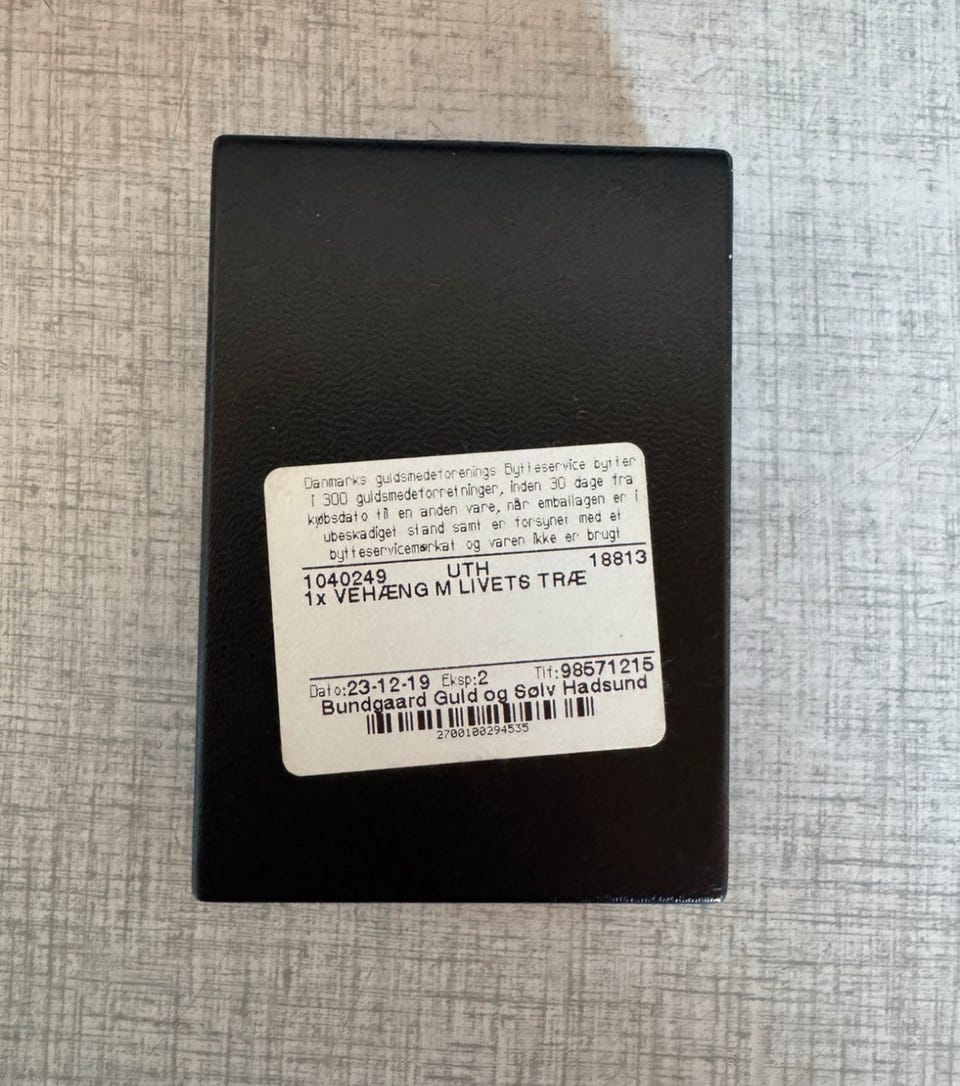 Danmarks guldsmedeforenings Bytteservice bytter
i 300 guldsmedeforretninger, inden 30 dage fra
købsdato til en anden vare, når emballagen er i
ubeskadiget stand samt er forsynet med et
bytteservicemærkat og varen ikke er brugt
1040249 UTH 18813
1x VEHÆNG M LIVETS TRÆ
Dato:23-12-19 Eksp:2 Tlf:98571215
Bundgaard Guld og Sølv Hadsund
2700100294535